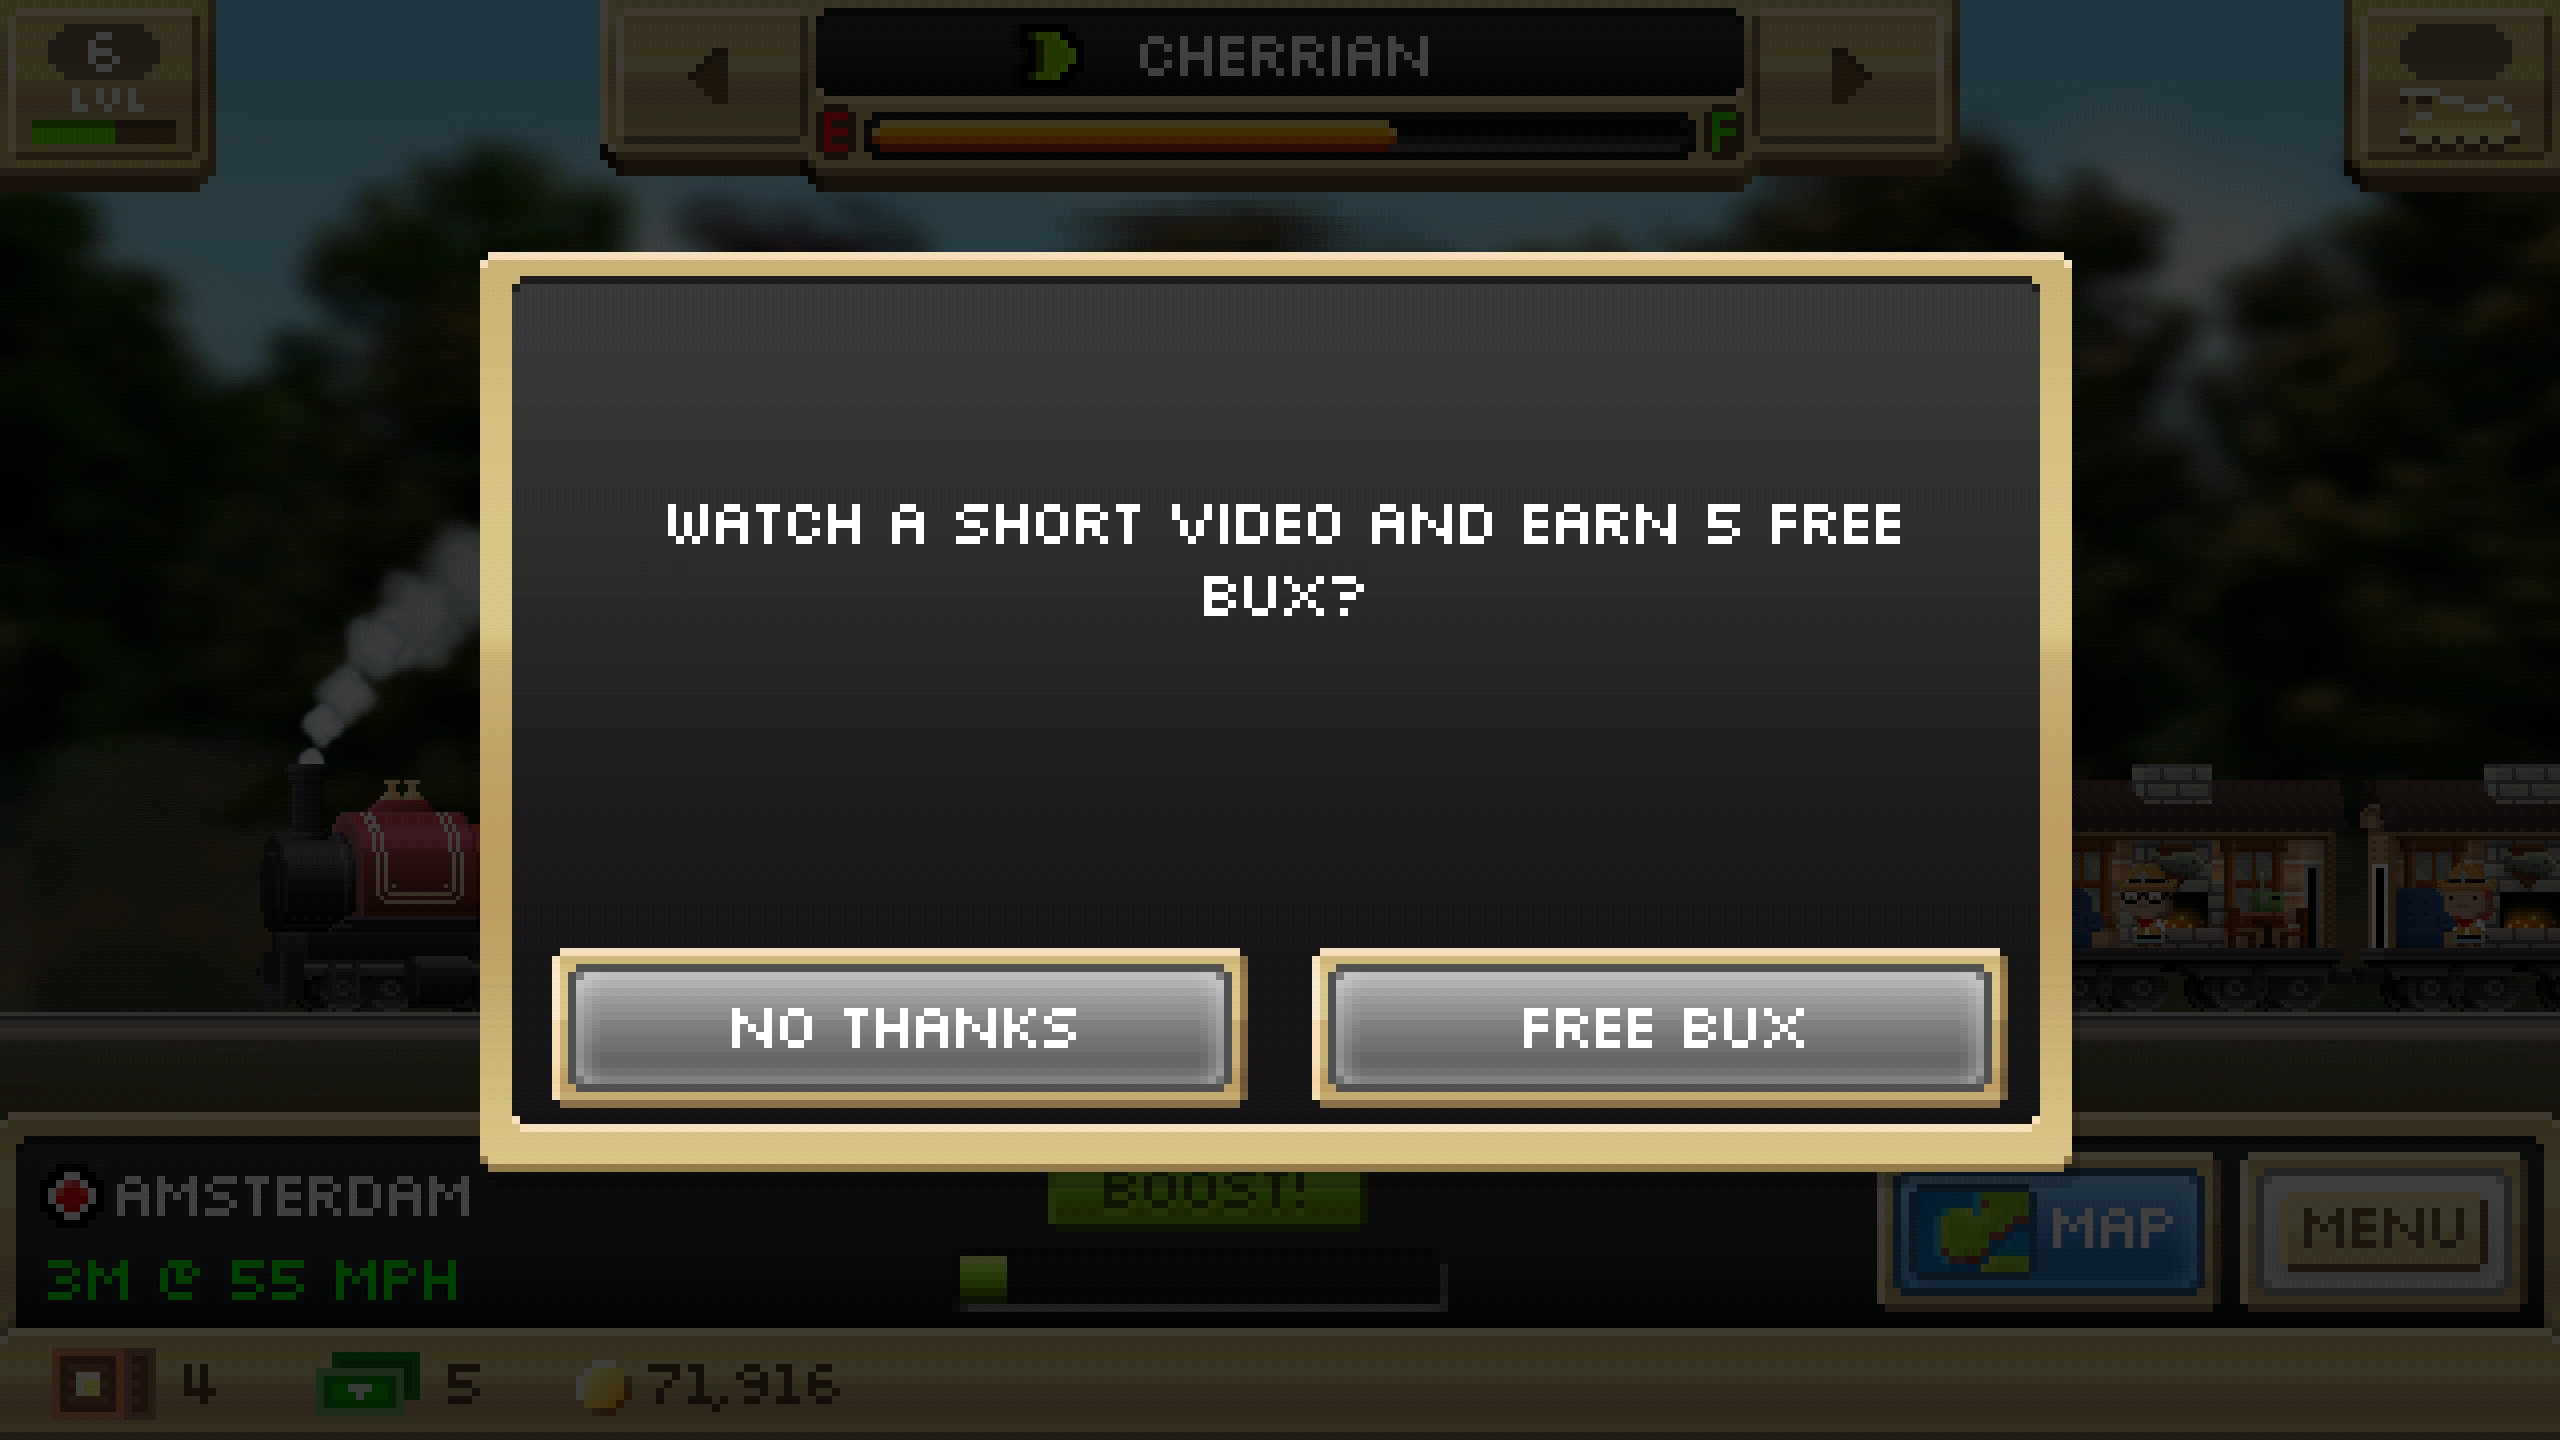 6
LVL
CHERRIAN
E F
WATCH A SHORT VIDEO AND EARN 5 FREE
BUX?
NO THANKS
FREE BUX
AMSTERDAM
BOOST!
MAP
MENU
3M @ 55 MPH
4
5
71,916